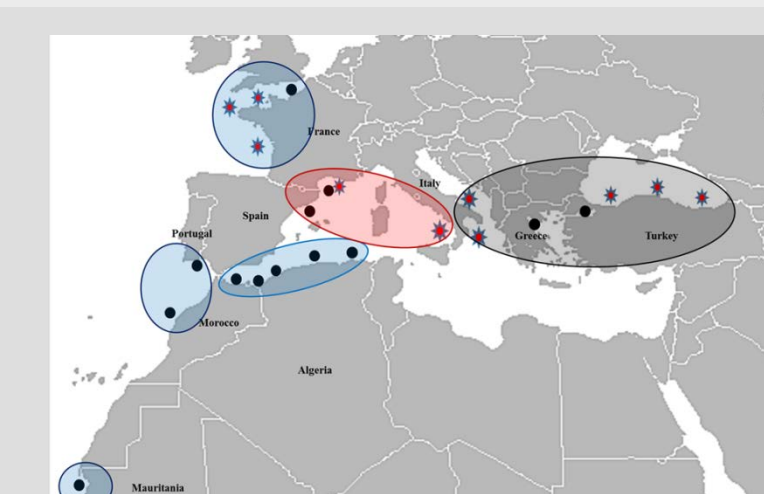 France
Italy
Spain
Portugal
Greece
Turkey
Morocco
Algeria
Mauritania